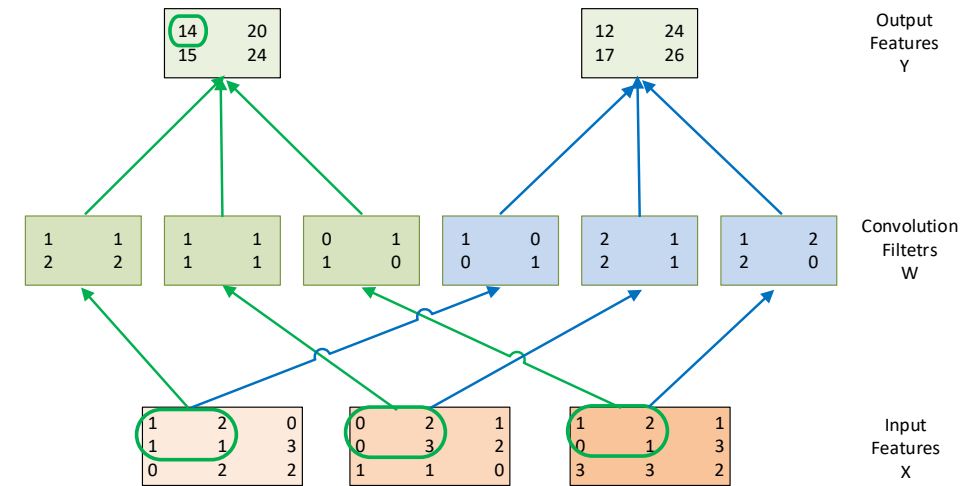 14 20
15 24
12 24
17 26
Output
Features
Y
1 1
2 2
1 1
1 1
0 1
1 0
1 0
0 1
2 1
2 1
1 2
2 0
Convolution
Filtetrs
W
1 2 0
1 1 3
0 2 2
0 2 1
0 3 2
1 1 0
1 2 1
0 1 3
3 3 2
Input
Features
X